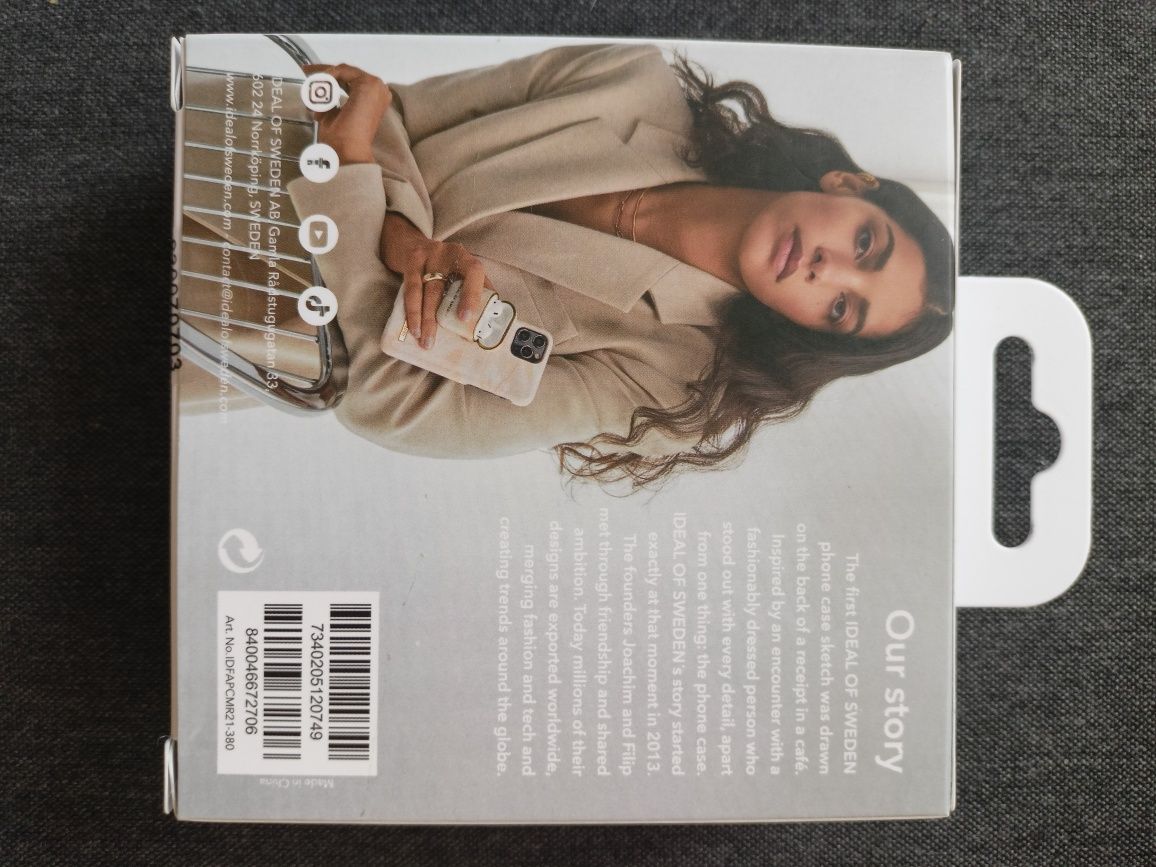 Our story
The first IDEAL OF SWEDEN
phone case sketch was drawn
on the back of a receipt in a café.
Inspired by an encounter with a
fashionably dressed person who
stood out with every detail, apart
from one thing: the phone case.
IDEAL OF SWEDEN's story started
exactly at that moment in 2013.
The founders Joachim and Filip
met through friendship and shared
ambition. Today millions of their
designs are exported worldwide,
merging fashion and tech and
creating trends around the globe.
IDEAL OF SWEDEN AB, Gamla Rådstugugatan 33,
602 24 Norrköping, SWEDEN
www.idealofsweden.com - contact@idealofsweden.com
7340205120749
840046672706
Art. No.IDFAPCMR21-380
Made in China